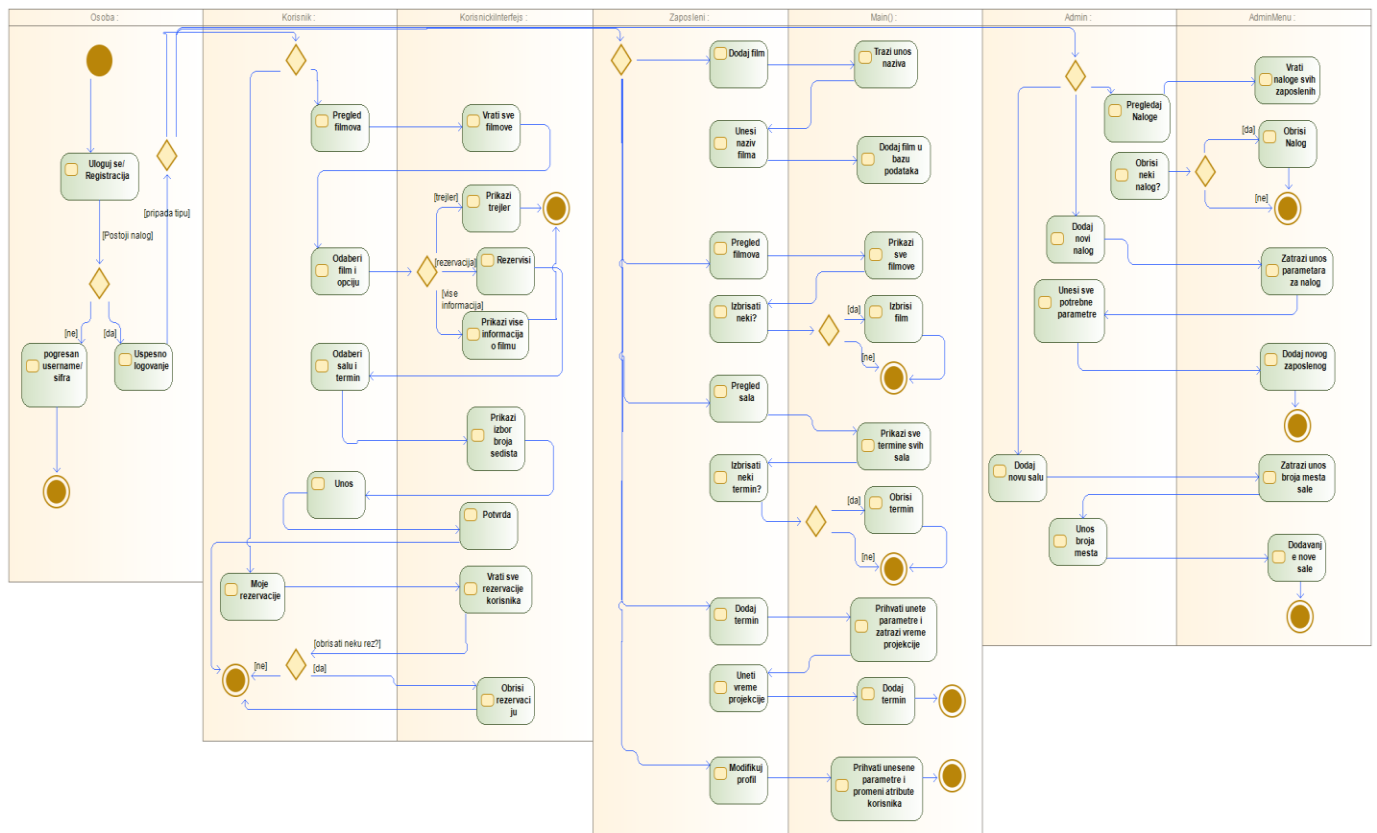 Osoba :
Korisnik :
KorisnickiInterfejs :
Zaposleni :
Main() :
Admin :
AdminMenu :
Uloguj se/
Registracija
[pripada tipu]
[Postoji nalog]
[ne]
[da]
pogresan
username/
sifra
Uspesno
logovanje
Pregled
filmova
Vrati sve
filmove
[trejler]
Prikazi
trejler
Odaberi
film i
opciju
[rezervacija]
Rezervisi
[vise
informacija]
Prikazi vise
informacija
o filmu
Odaberi
salu i
termin
Prikazi
izbor
broja
sedista
Unos
Potvrda
Moje
rezervacije
Vrati sve
rezervacije
korisnika
[obrisati neku rez?]
[ne]
[da]
Obrisi
rezervaci
ju
Dodaj film
Trazi unos
naziva
Unesi
naziv
filma
Dodaj film u
bazu
podataka
Pregled
filmova
Prikazi
sve
filmove
Izbrisati
neki?
[da]
Izbrisi
film
[ne]
Pregled
sala
Prikazi sve
termine svih
sala
Izbrisati
neki
termin?
[da]
Obrisi
termin
[ne]
Dodaj
termin
Prihvati unete
parametre i
zatrazi vreme
projekcije
Uneti
vreme
projekcije
Dodaj
termin
Modifikuj
profil
Prihvati unesene
parametre i
promeni atribute
korisnika
Pregledaj
Naloge
Vrati
naloge svih
zaposlenih
Obrisi
neki
nalog?
[da]
Obrisi
Nalog
[ne]
Dodaj
novi
nalog
Zatrazi unos
parametara
za nalog
Unesi sve
potrebne
parametre
Dodaj novog
zaposlenog
Dodaj
novu salu
Zatrazi unos
broja mesta
sale
Unos
broja
mesta
Dodavanj
e nove
sale